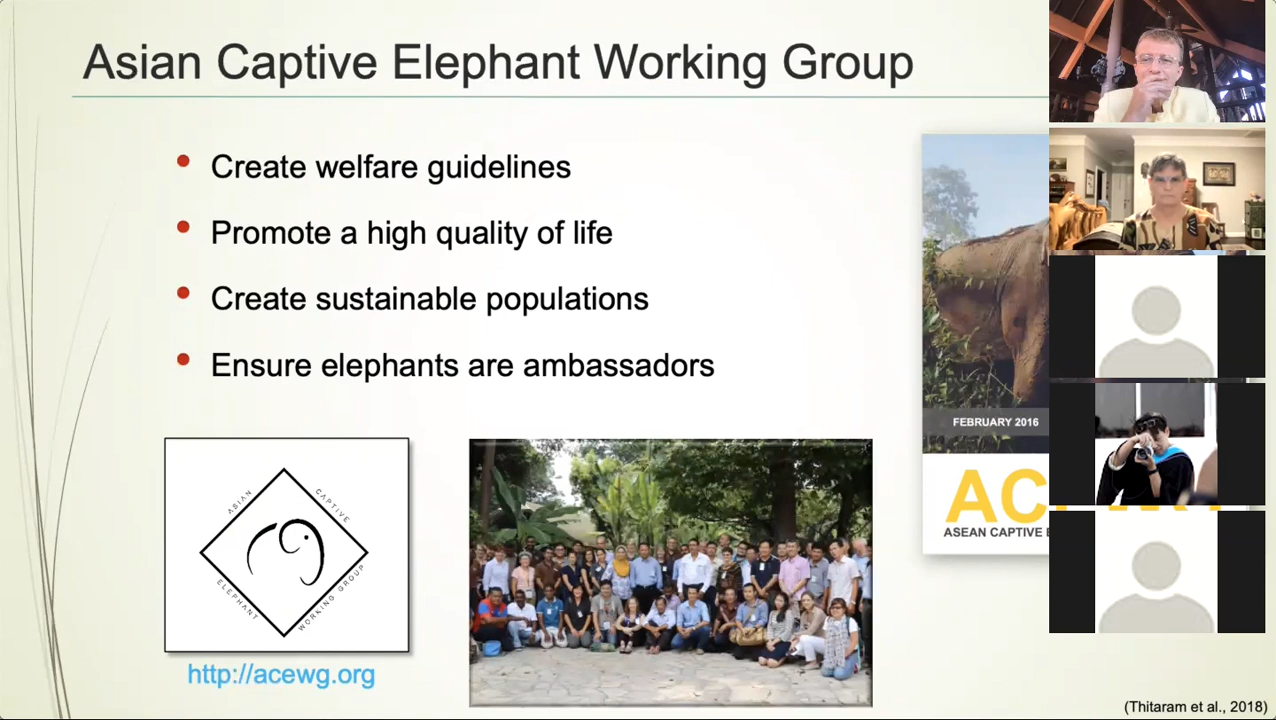 Asian Captive Elephant Working Group
Create welfare guidelines
Promote a high quality of life
Create sustainable populations
Ensure elephants are ambassadors
FEBRUARY 2016
ASEAN CAPTIVE
ASIAN
CAPTIVE
ELEPHANT
WORKING GROUP
http://acewg.org
(Thitaram et al., 2018)